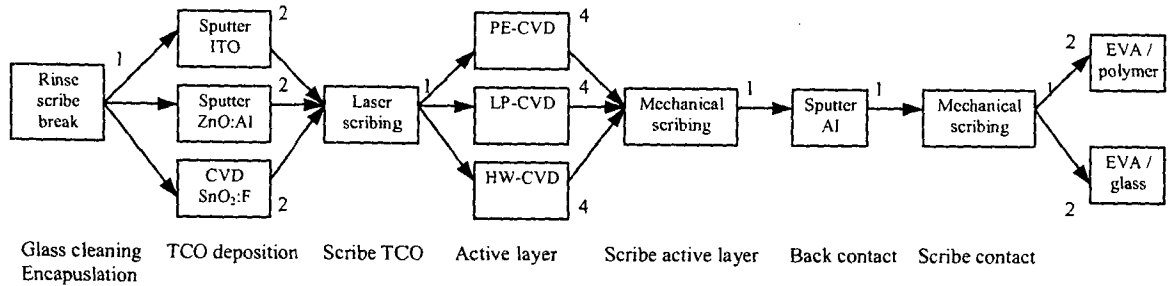 Rinse
scribe
break
1
Sputter
ITO
2
Sputter
ZnO:Al
2
CVD
SnO₂:F
2
Laser
scribing
1
PE-CVD
4
LP-CVD
4
HW-CVD
4
Mechanical
scribing
1
Sputter
Al
1
Mechanical
scribing
1
2
EVA /
polymer
2
EVA /
glass
Glass cleaning
Encapuslation
TCO deposition
Scribe TCO
Active layer
Scribe active layer
Back contact
Scribe contact